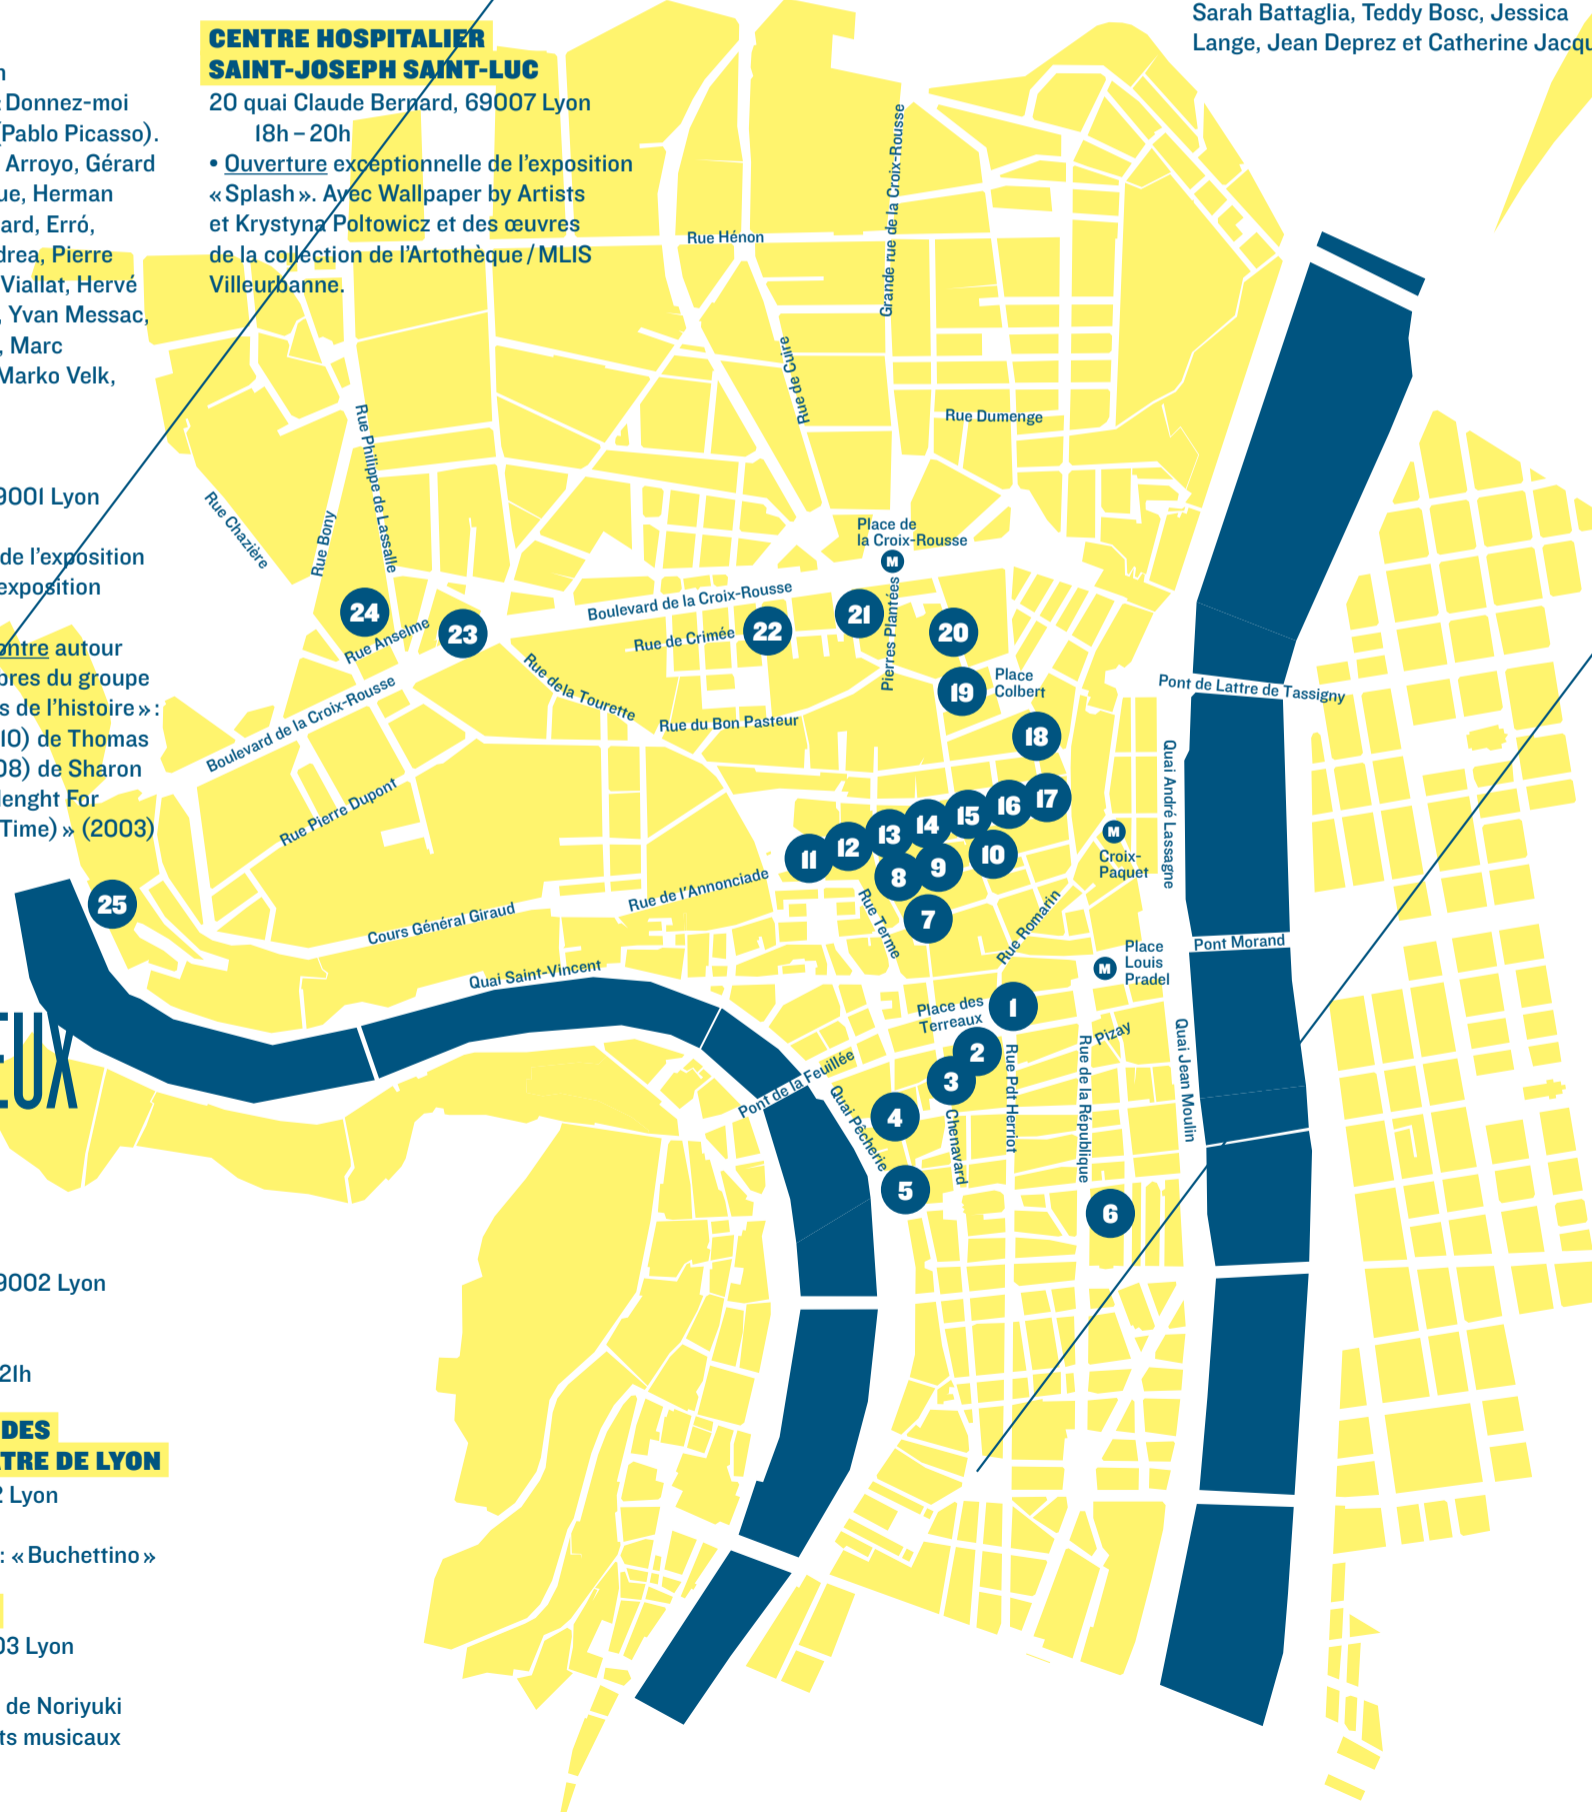 Sarah Battaglia, Teddy Bosc, Jessica
Lange, Jean Deprez et Catherine Jacqu
CENTRE HOSPITALIER
SAINT-JOSEPH SAINT-LUC
20 quai Claude Bernard, 69007 Lyon
18h – 20h
• Ouverture exceptionnelle de l’exposition
« Splash ». Avec Wallpaper by Artists
et Krystyna Poltowicz et des œuvres
de la collection de l’Artothèque / MLIS
Villeurbanne.
n
: Donnez-moi
(Pablo Picasso).
Arroyo, Gérard
ue, Herman
ard, Erró,
drea, Pierre
Viallat, Hervé
, Yvan Messac,
, Marc
Marko Velk,
9001 Lyon
de l’exposition
exposition
ontre autour
bres du groupe
s de l’histoire » :
10) de Thomas
08) de Sharon
lenght For
Time) » (2003)
EUX
9002 Lyon
21h
DES
TRE DE LYON
2 Lyon
: « Buchettino »
03 Lyon
de Noriyuki
ts musicaux
Rue Hénon
Grande rue de la Croix-Rousse
Rue de Cuire
Rue Dumenge
Rue Philippe de Lassalle
Rue Chazière
Rue Bony
Place de
la Croix-Rousse
M
Boulevard de la Croix-Rousse
Pierres Plantées
24
23
22
21
20
Rue Anselme
Rue de Crimée
Rue de la Tourette
19
Place
Colbert
Pont de Lattre de Tassigny
Boulevard de la Croix-Rousse
Rue du Bon Pasteur
18
Quai André Lassagne
Rue Pierre Dupont
11
12
13
14
15
16
17
M
Croix-
Paquet
8
9
10
Rue de l’Annonciade
25
Cours Général Giraud
Rue Terme
7
Rue Romarin
Pont Morand
M
Place
Louis
Pradel
Quai Saint-Vincent
Place des
Terreaux
1
2
3
Pizay
Quai Jean Moulin
Rue Pdt Herriot
Rue de la République
Pont de la Feuillée
Quai Pêcherie
4
Chenavard
5
6